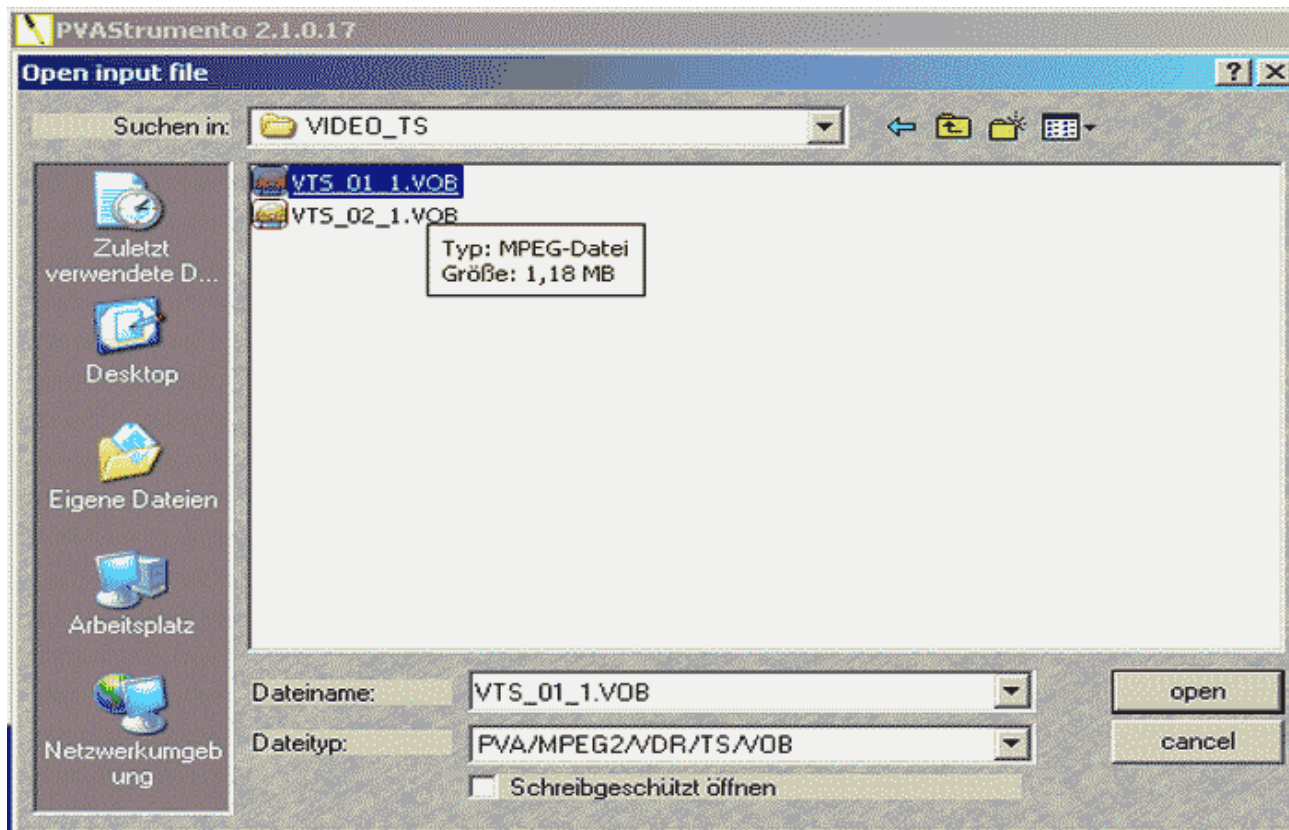 PVAStrumento 2.1.0.17
Open input file
Suchen in:
VIDEO_TS
VTS_01_1.VOB
VTS_02_1.VOB
Typ: MPEG-Datei
Größe: 1,18 MB
Zuletzt
verwendete D...
Desktop
Eigene Dateien
Arbeitsplatz
Netzwerkumgeb
ung
Dateiname:
VTS_01_1.VOB
open
Dateityp:
PVA/MPEG2/VDR/TS/VOB
cancel
Schreibgeschützt öffnen